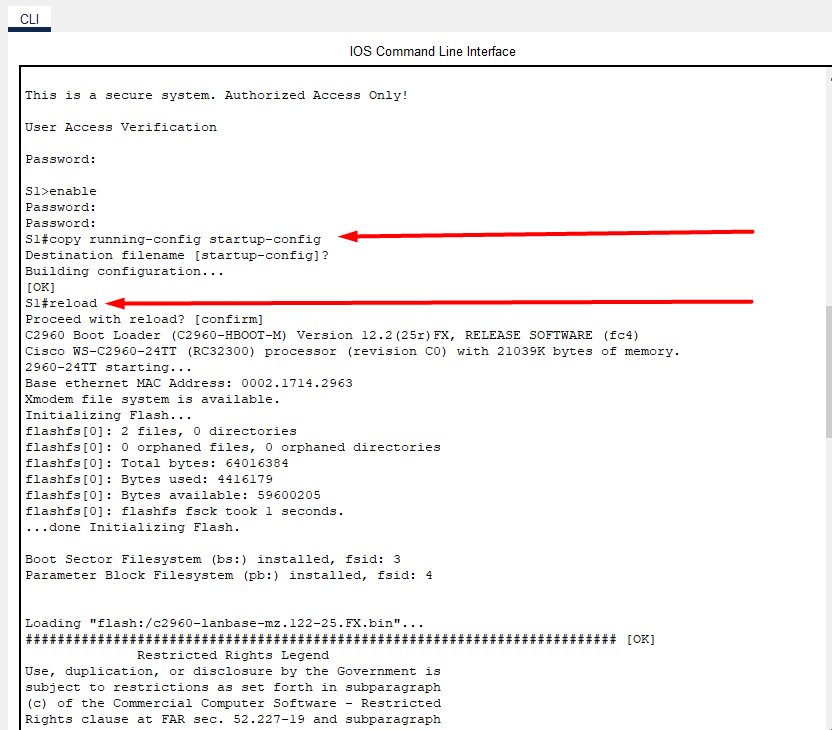 CLI
IOS Command Line Interface
This is a secure system. Authorized Access Only!
User Access Verification
Password:
S1>enable
Password:
Password:
S1#copy running-config startup-config
Destination filename [startup-config]?
Building configuration...
[OK]
S1#reload
Proceed with reload? [confirm]
C2960 Boot Loader (C2960-HBOOT-M) Version 12.2(25r)FX, RELEASE SOFTWARE (fc4)
Cisco WS-C2960-24TT (RC32300) processor (revision C0) with 21039K bytes of memory.
2960-24TT starting...
Base ethernet MAC Address: 0002.1714.2963
Xmodem file system is available.
Initializing Flash...
flashfs[0]: 2 files, 0 directories
flashfs[0]: 0 orphaned files, 0 orphaned directories
flashfs[0]: Total bytes: 64016384
flashfs[0]: Bytes used: 4416179
flashfs[0]: Bytes available: 59600205
flashfs[0]: flashfs fsck took 1 seconds.
...done Initializing Flash.
Boot Sector Filesystem (bs:) installed, fsid: 3
Parameter Block Filesystem (pb:) installed, fsid: 4
Loading "flash:/c2960-lanbase-mz.122-25.FX.bin"...
########################################################################## [OK]
Restricted Rights Legend
Use, duplication, or disclosure by the Government is
subject to restrictions as set forth in subparagraph
(c) of the Commercial Computer Software - Restricted
Rights clause at FAR sec. 52.227-19 and subparagraph